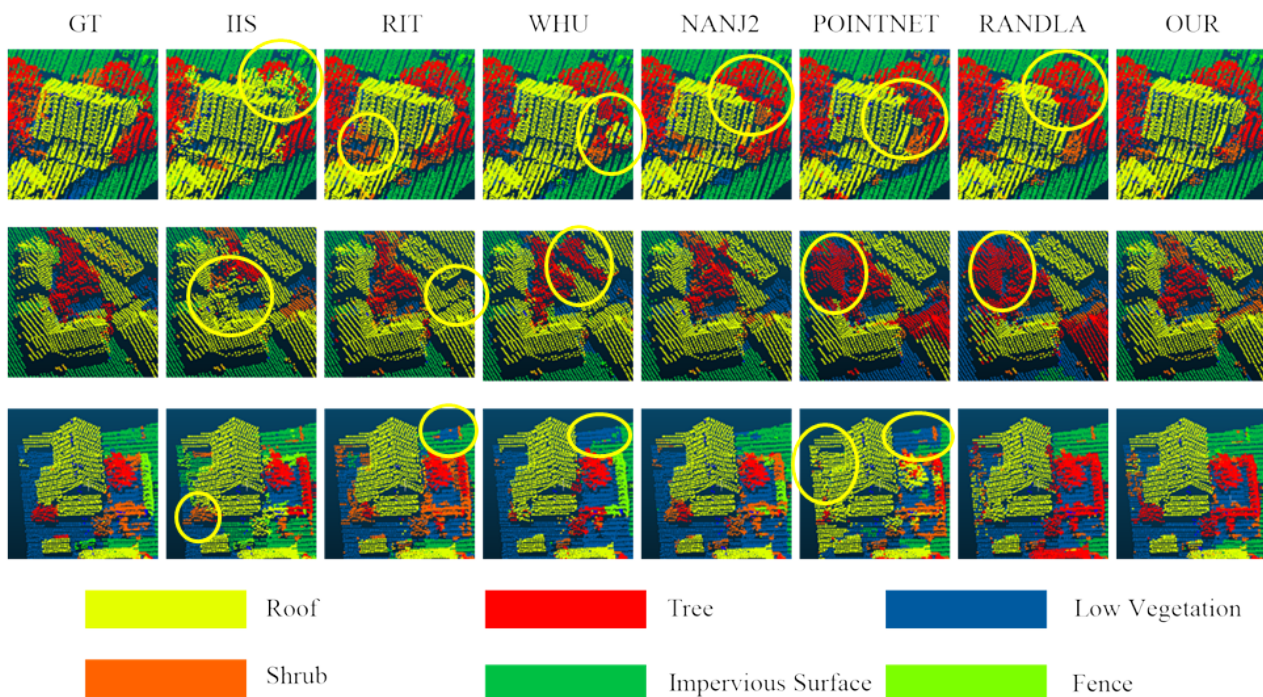 GT IIS RIT WHU NANJ2 POINTNET RANDLA OUR
Roof Tree Low Vegetation
Shrub Impervious Surface Fence